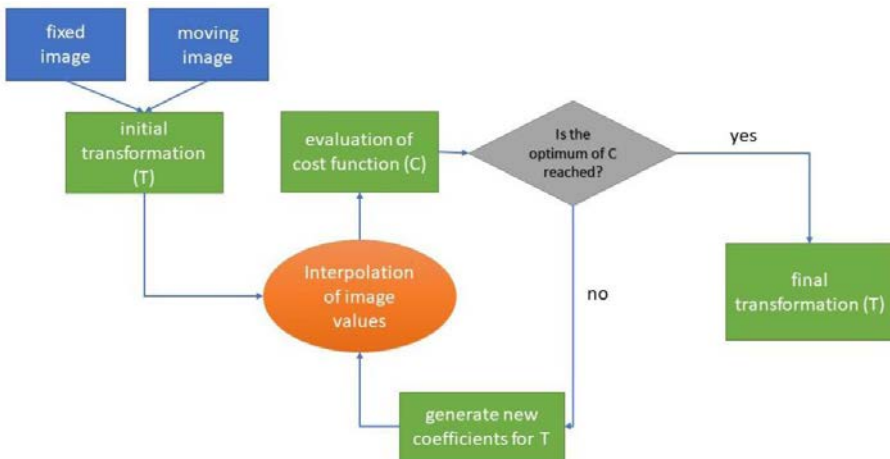 fixed
image
moving
image
initial
transformation
(T)
evaluation of
cost function (C)
Is the
optimum of C
reached?
yes
Interpolation
of image
values
no
final
transformation (T)
generate new
coefficients for T